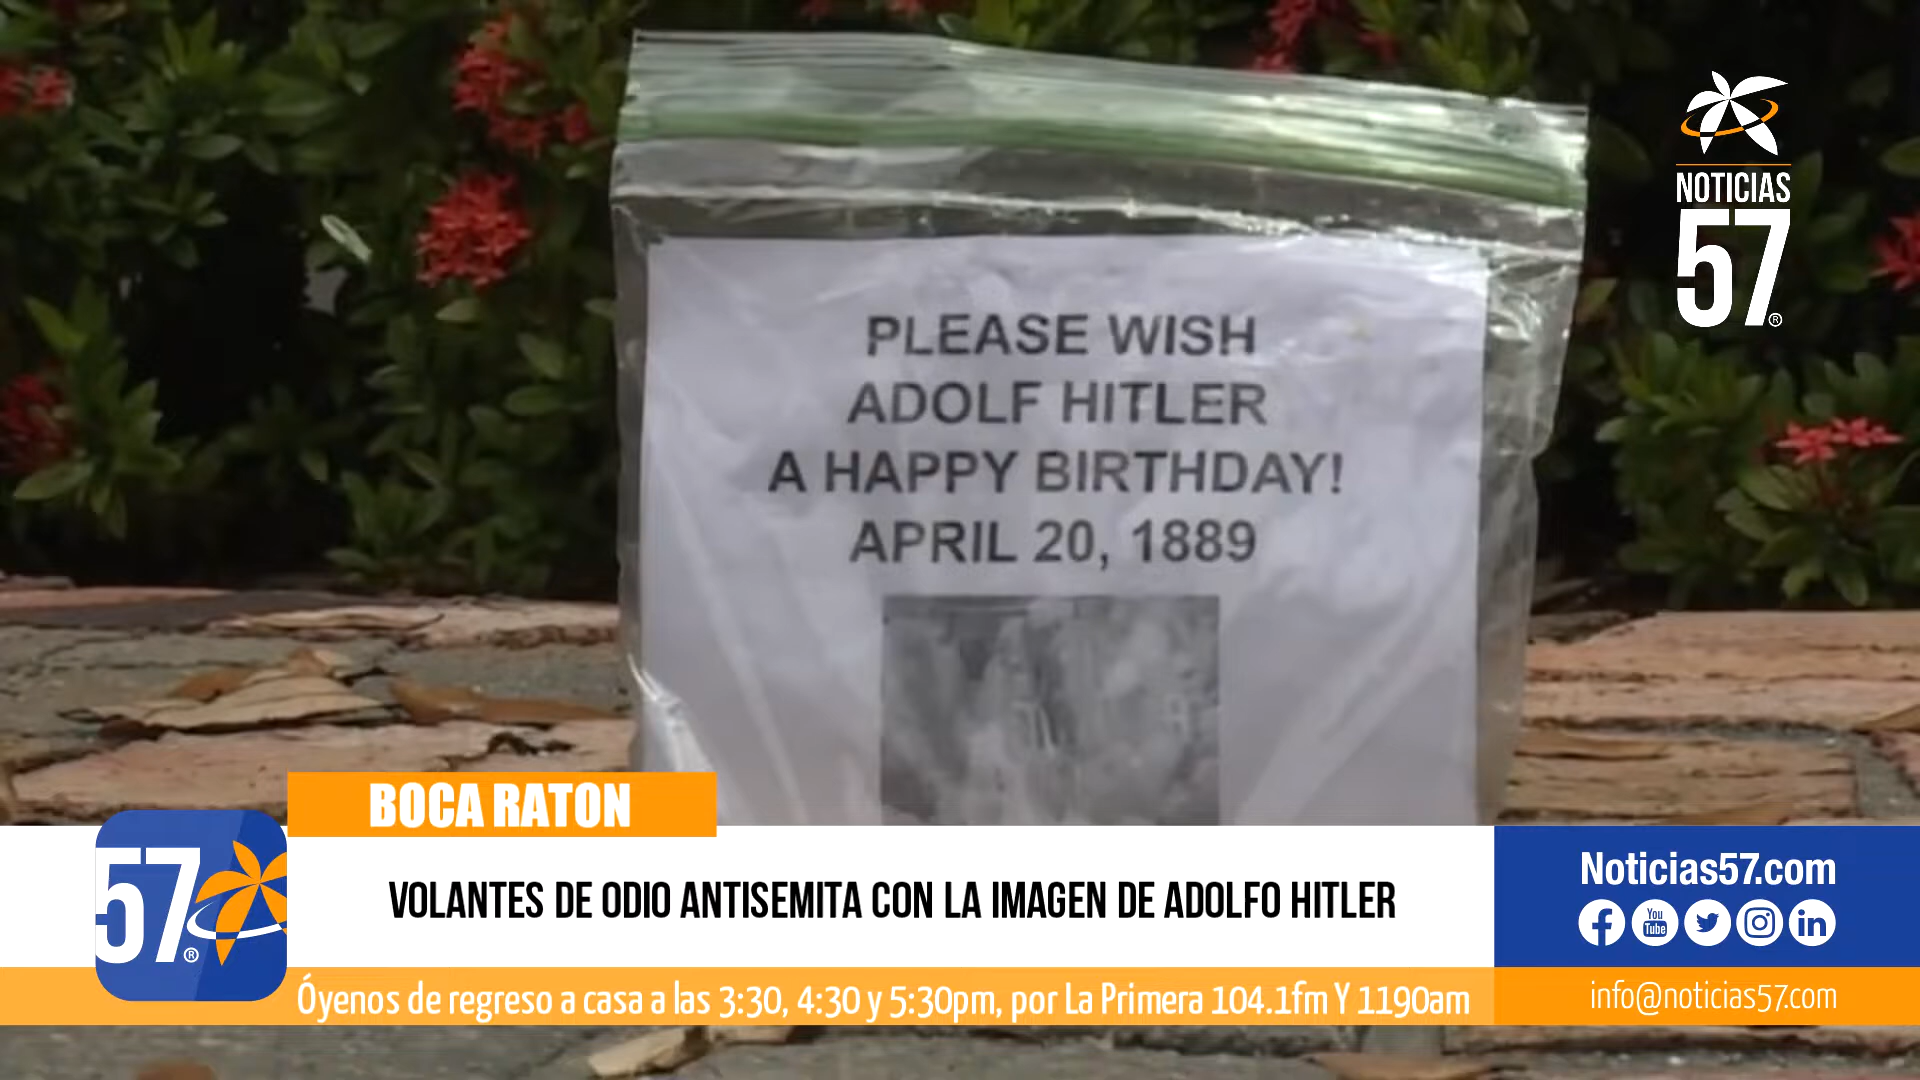 NOTICIAS
57®
PLEASE WISH
ADOLF HITLER
A HAPPY BIRTHDAY!
APRIL 20, 1889
BOCA RATON
57®
VOLANTES DE ODIO ANTISEMITA CON LA IMAGEN DE ADOLFO HITLER
Noticias57.com
You
Tube
in
Óyenos de regreso a casa a las 3:30, 4:30 y 5:30pm, por La Primera 104.1fm Y 1190am
info@noticias57.com